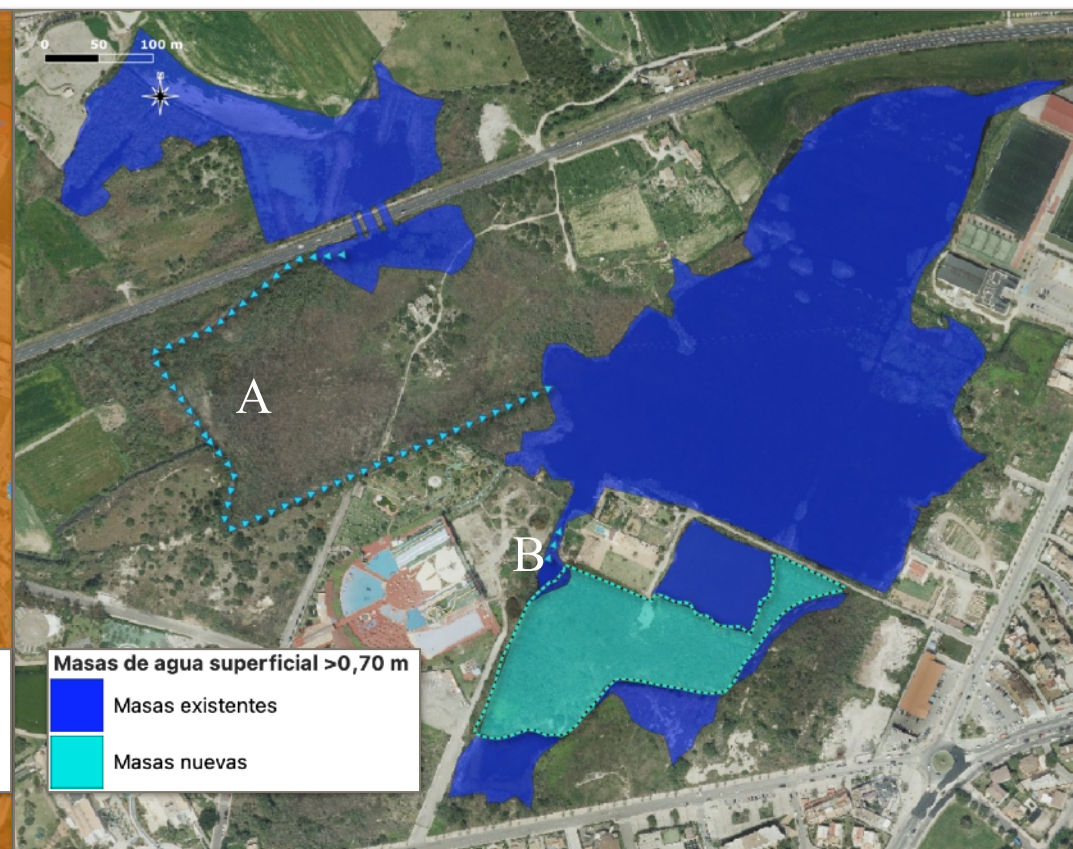 0 50 100 m
N
A
B
Masas de agua superficial >0,70 m
Masas existentes
Masas nuevas